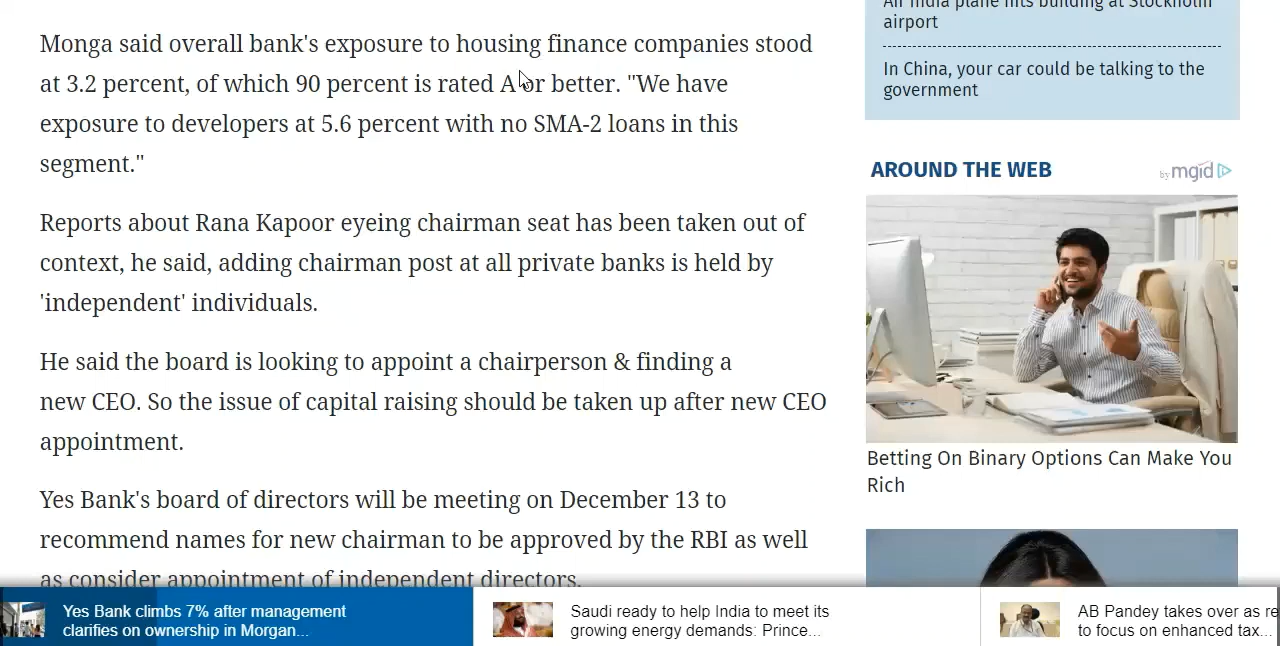 Monga said overall bank's exposure to housing finance companies stood
at 3.2 percent, of which 90 percent is rated A or better. "We have
exposure to developers at 5.6 percent with no SMA-2 loans in this
segment."
Reports about Rana Kapoor eyeing chairman seat has been taken out of
context, he said, adding chairman post at all private banks is held by
'independent' individuals.
He said the board is looking to appoint a chairperson & finding a
new CEO. So the issue of capital raising should be taken up after new CEO
appointment.
Yes Bank's board of directors will be meeting on December 13 to
recommend names for new chairman to be approved by the RBI as well
as consider appointment of independent directors.
Air India plane hits building at Stockholm
airport
In China, your car could be talking to the
government
AROUND THE WEB
by mgid
Betting On Binary Options Can Make You
Rich
Yes Bank climbs 7% after management
clarifies on ownership in Morgan...
Saudi ready to help India to meet its
growing energy demands: Prince...
AB Pandey takes over as re
to focus on enhanced tax...